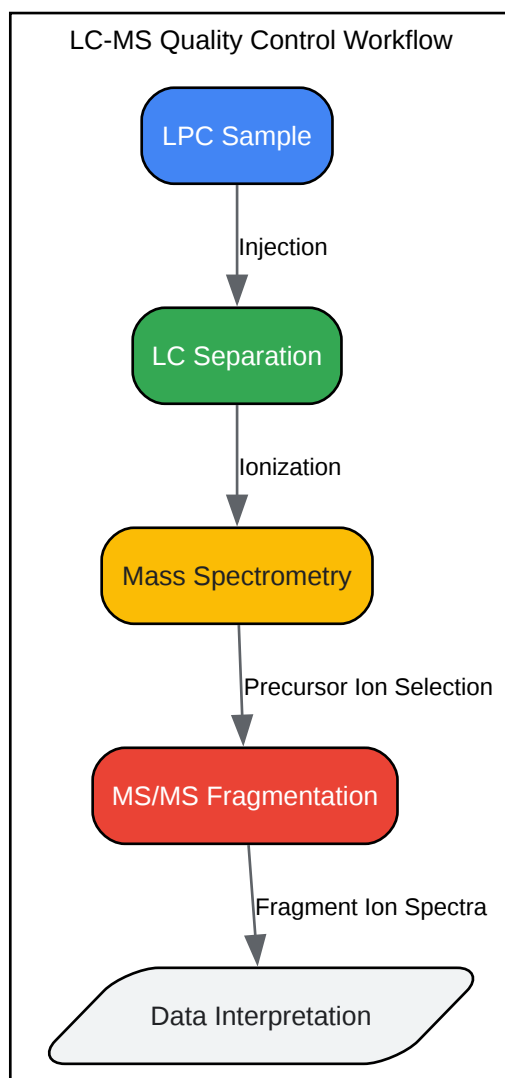 LC-MS Quality Control Workflow
LPC Sample
Injection
LC Separation
Ionization
Mass Spectrometry
Precursor Ion Selection
MS/MS Fragmentation
Fragment Ion Spectra
Data Interpretation